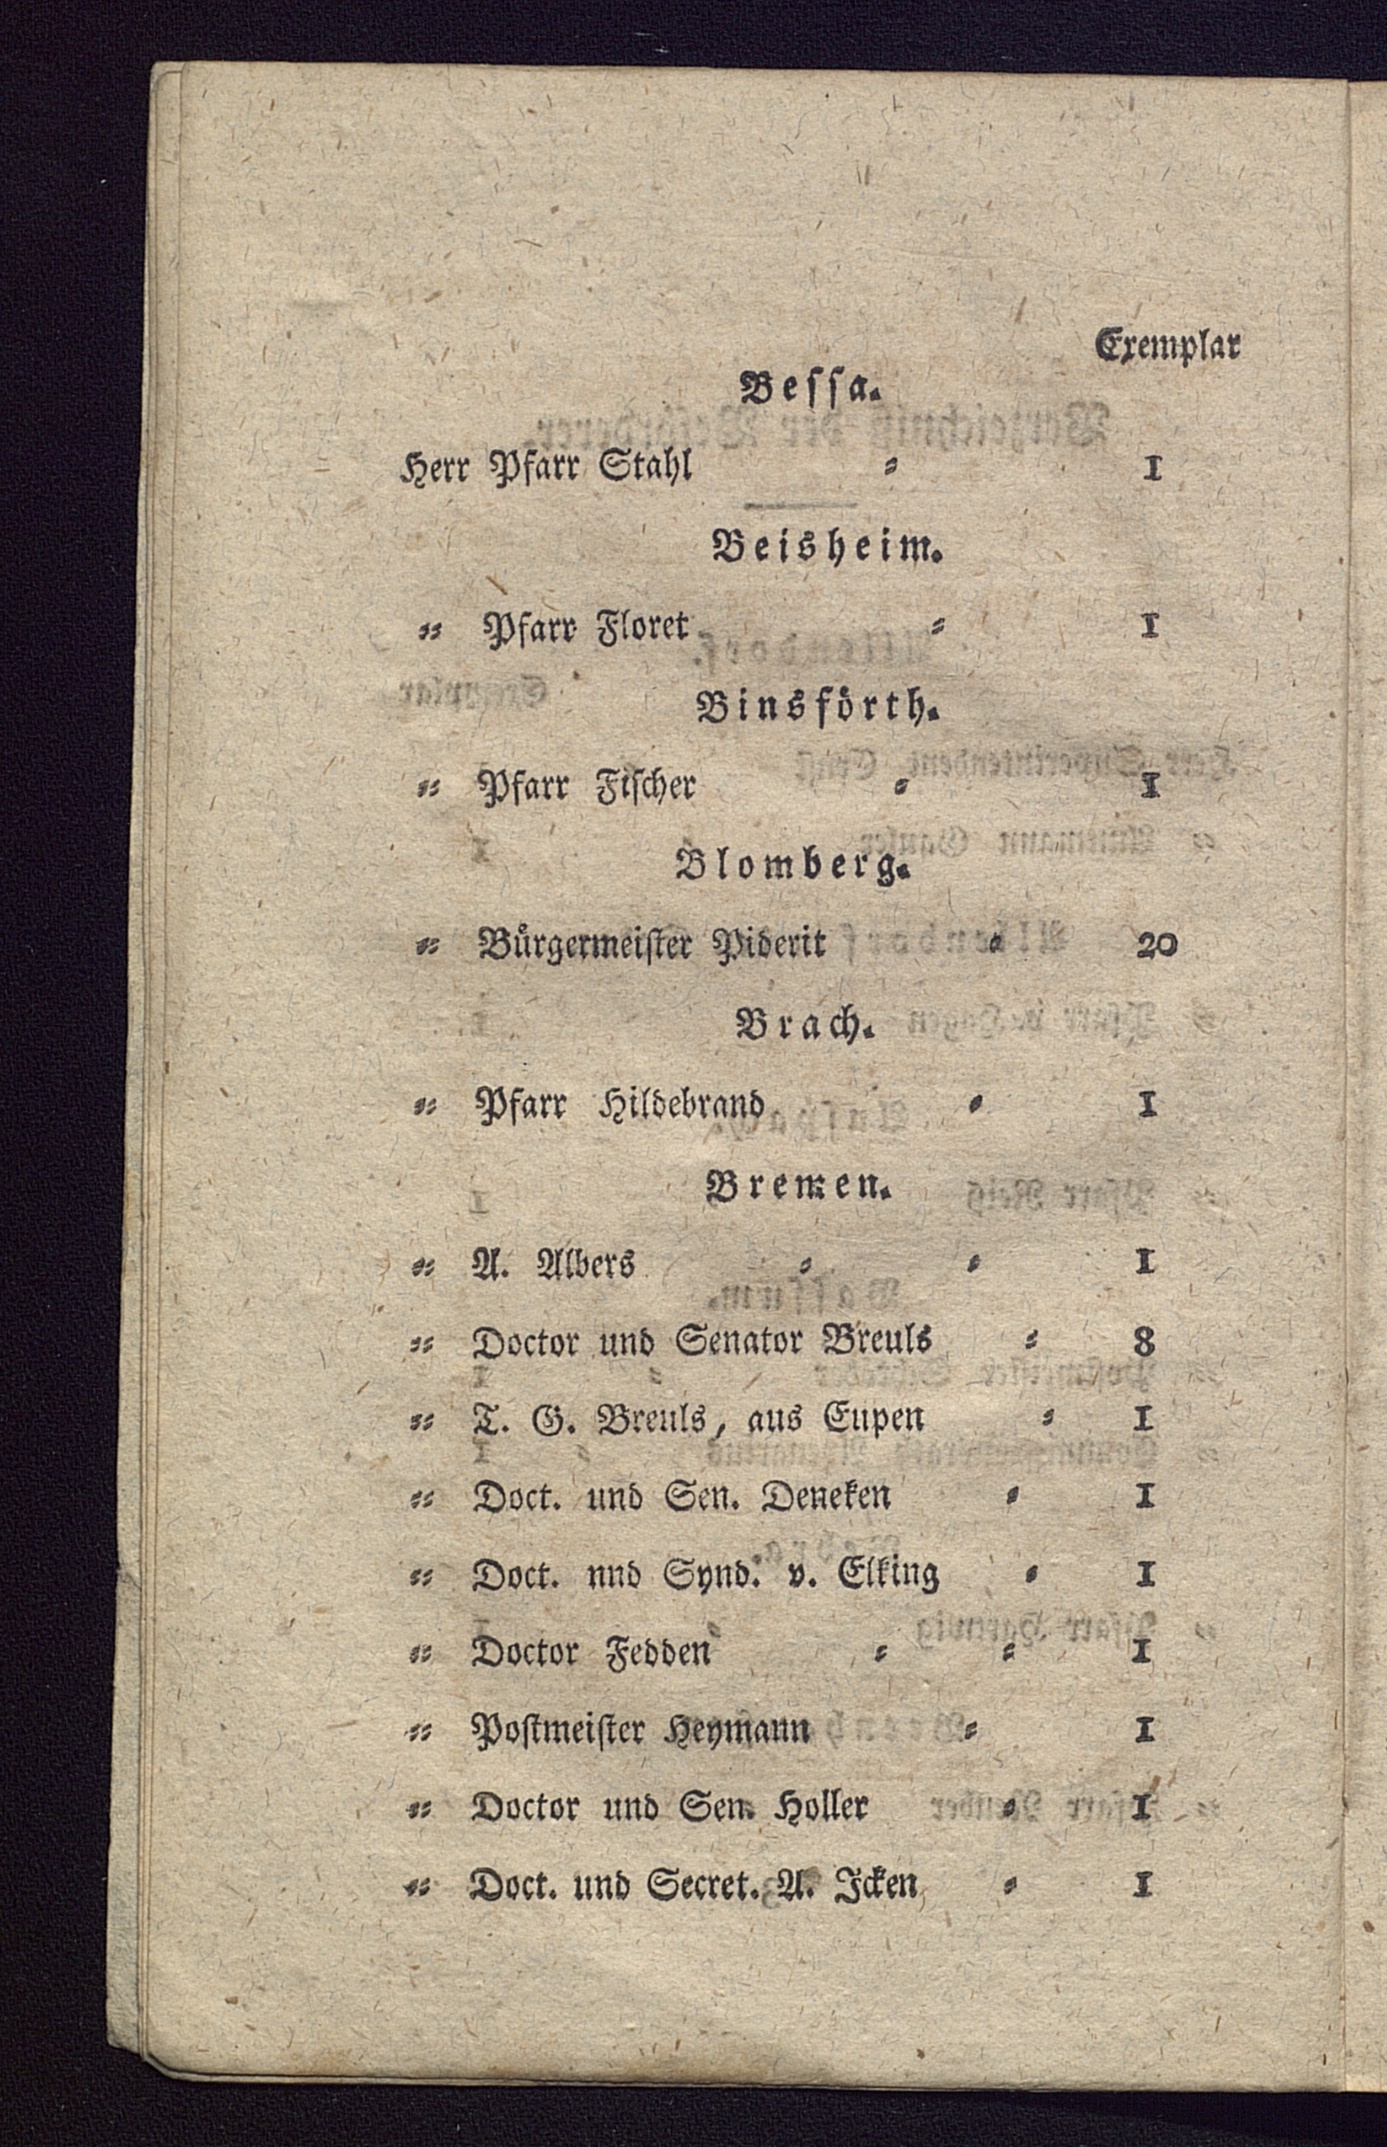 Exemplar
Beſſa.
Herr Pfarr Stahl ⸗ 1
Beisheim.
⸗⸗ Pfarr Floret ⸗ 1
Binsförth.
⸗⸗ Pfarr Fiſcher ⸗ 1
Blomberg.
⸗⸗ Bürgermeiſter Piderit ⸗ 20
Brach.
⸗⸗ Pfarr Hildebrand ⸗ 1
Bremen.
⸗⸗ A. Albers ⸗ ⸗ 1
⸗⸗ Doctor und Senator Breuls ⸗ 8
⸗⸗ T. G. Breuls, aus Eupen ⸗ 1
⸗⸗ Doct. und Sen. Deneken ⸗ 1
⸗⸗ Doct. nnd Synd. v. Elking ⸗ 1
⸗⸗ Doctor Fedden ⸗ ⸗ 1
⸗⸗ Poſtmeiſter Heymann ⸗ 1
⸗⸗ Doctor und Sen. Holler ⸗ 1
⸗⸗ Doct. und Secret. A. Icken ⸗ 1